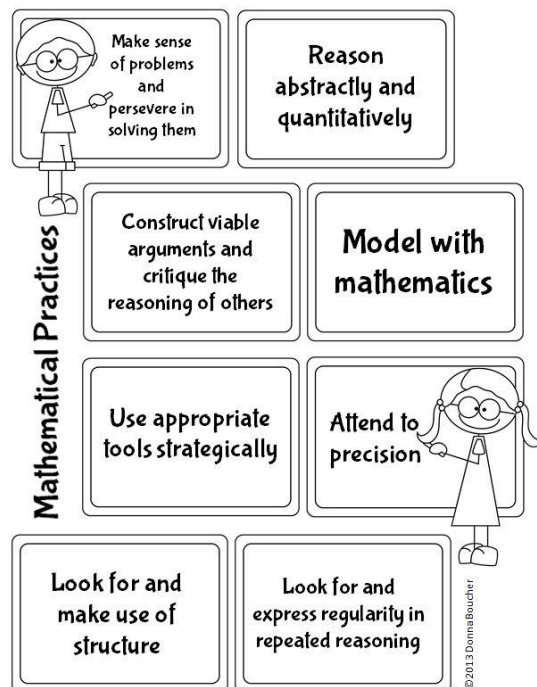 Make sense
of problems
and
persevere in
solving them
Reason
abstractly and
quantitatively
Construct viable
arguments and
critique the
reasoning of others
Model with
mathematics
Mathematical Practices
Use appropriate
tools strategically
Attend to
precision
Look for and
make use of
structure
Look for and
express regularity in
repeated reasoning
©2013DonnaBoucher